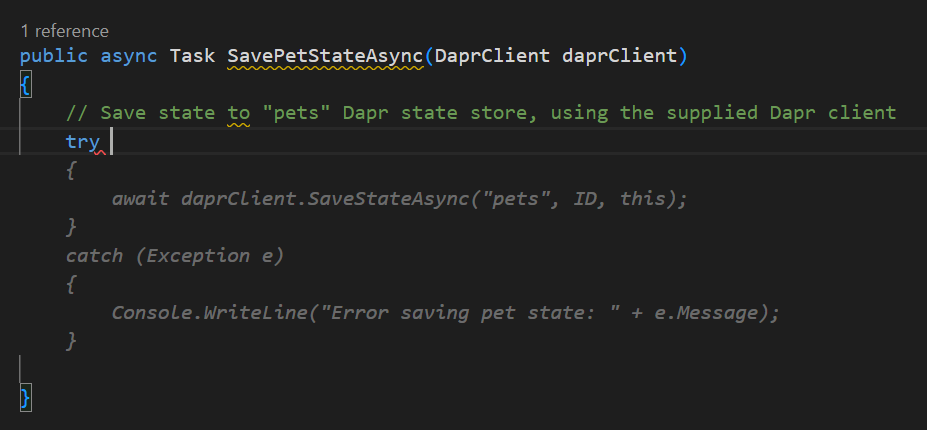 1 reference
public async Task SavePetStateAsync(DaprClient daprClient)
{
// Save state to "pets" Dapr state store, using the supplied Dapr client
try
{
await daprClient.SaveStateAsync("pets", ID, this);
}
catch (Exception e)
{
Console.WriteLine("Error saving pet state: " + e.Message);
}
}